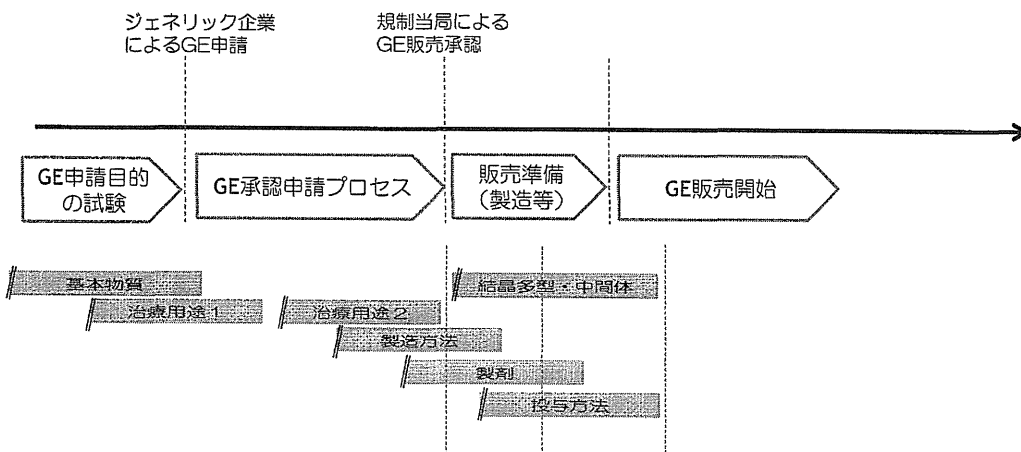 ジェネリック企業
によるGE申請
規制当局による
GE販売承認
GE申請目的
の試験
GE承認申請プロセス
販売準備
（製造等）
GE販売開始
基本物質
結晶多型・中間体
治療用途1
治療用途2
製造方法
製剤
投与方法